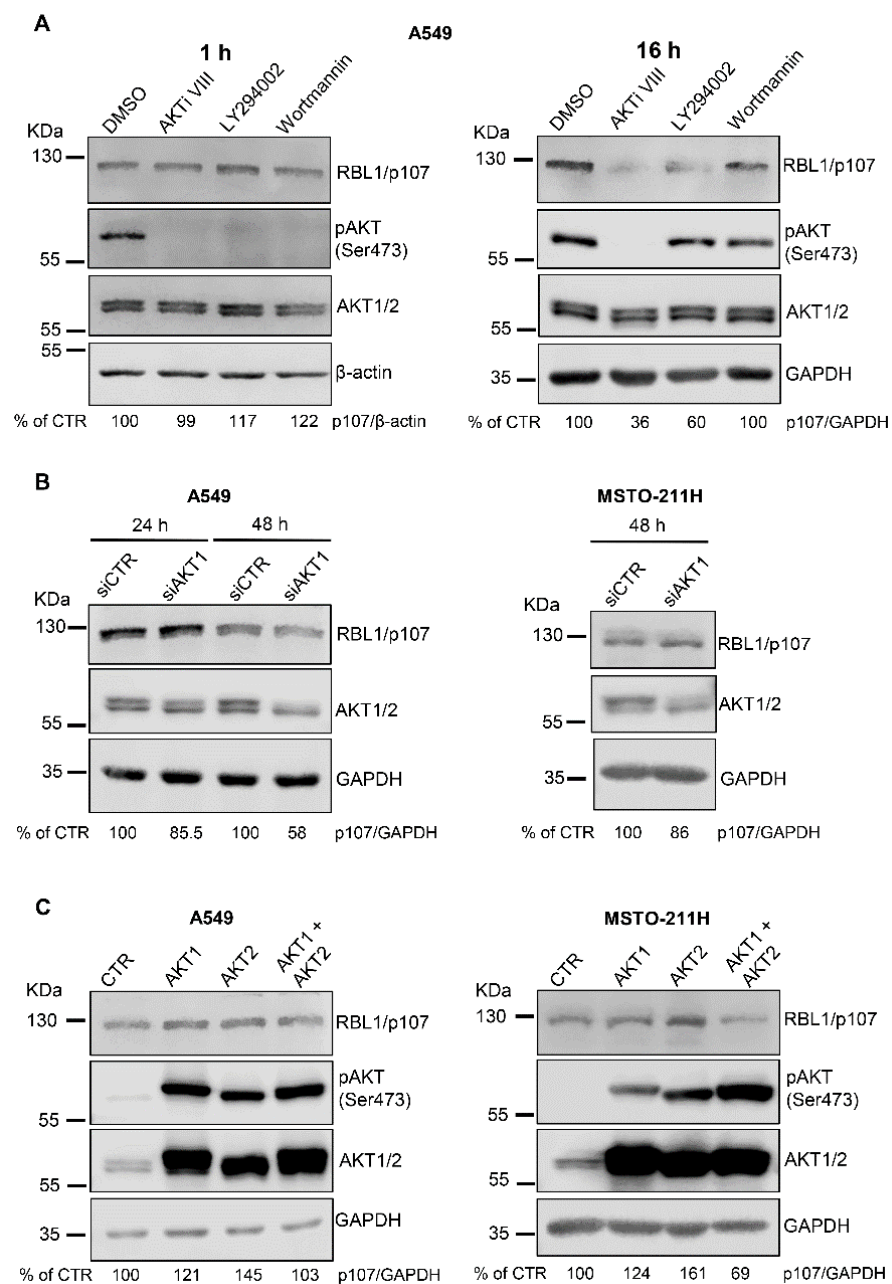 A
A549
1 h
16 h
DMSO
AKTi VIII
LY294002
Wortmannin
DMSO
AKTi VIII
LY294002
Wortmannin
KDa
130
RBL1/p107
55
pAKT
(Ser473)
55
AKT1/2
55
β-actin
% of CTR 100 99 117 122 p107/β-actin
KDa
130
RBL1/p107
55
pAKT
(Ser473)
55
AKT1/2
35
GAPDH
% of CTR 100 36 60 100 p107/GAPDH
B
A549
24 h 48 h
siCTR
siAKT1
siCTR
siAKT1
KDa
130
RBL1/p107
55
AKT1/2
35
GAPDH
% of CTR 100 85.5 100 58 p107/GAPDH
MSTO-211H
48 h
siCTR
siAKT1
KDa
130
RBL1/p107
55
AKT1/2
35
GAPDH
% of CTR 100 86 p107/GAPDH
C
A549
CTR
AKT1
AKT2
AKT1 +
AKT2
KDa
130
RBL1/p107
55
pAKT
(Ser473)
55
AKT1/2
35
GAPDH
% of CTR 100 121 145 103 p107/GAPDH
MSTO-211H
CTR
AKT1
AKT2
AKT1 +
AKT2
KDa
130
RBL1/p107
55
pAKT
(Ser473)
55
AKT1/2
35
GAPDH
% of CTR 100 124 161 69 p107/GAPDH